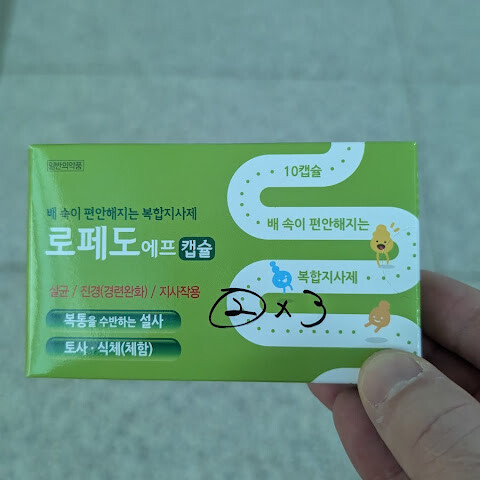 일반의약품
10캡슐
배 속이 편안해지는 복합지사제
로페도에프캡슐
살균 / 진경(경련완화) / 지사작용
복통을 수반하는 설사
토사·식체(체함)
배 속이 편안해지는
복합지사제
② x 3